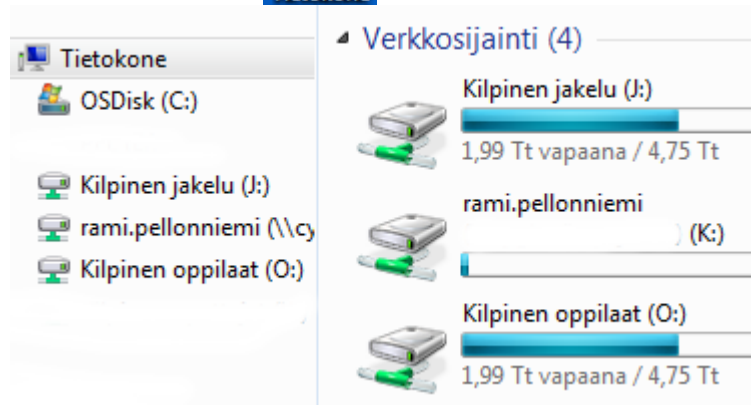 Tietokone
OSDisk (C:)
Kilpinen jakelu (J:)
rami.pellonniemi (\\cy
Kilpinen oppilaat (O:)
Verkkosijainti (4)
Kilpinen jakelu (J:)
1,99 Tt vapaana / 4,75 Tt
rami.pellonniemi
(K:)
Kilpinen oppilaat (O:)
1,99 Tt vapaana / 4,75 Tt